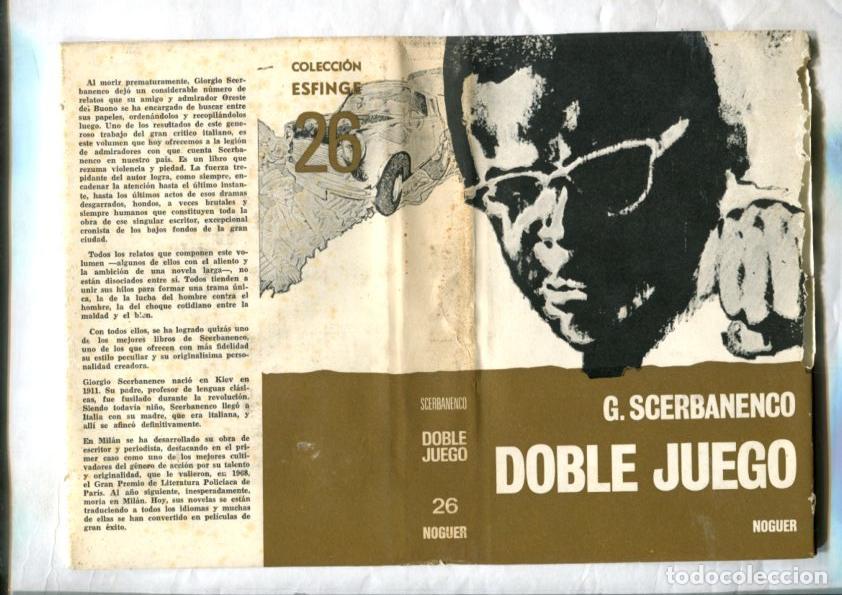 Al morir prematuramente, Giorgio Scer-
banenco dejó un considerable número de
relatos que su amigo y admirador Oreste
del Buono se ha encargado de buscar entre
sus papeles, ordenándolos y recopilándolos
luego. Uno de los resultados de este gene-
roso trabajo del gran crítico italiano, es
este volumen que hoy ofrecemos a la legión
de admiradores con que cuenta Scerba-
nenco en nuestro país. Es un libro que
rezuma violencia y piedad. La fuerza tre-
pidante del autor logra, como siempre, en-
cadenar la atención hasta el último instan-
te, hasta los últimos actos de esos dramas
desgarrados, hondos, a veces brutales y
siempre humanos que constituyen toda la
obra de ese singular escritor, excepcional
cronista de los bajos fondos de la gran
ciudad.
Todos los relatos que componen este vo-
lumen —algunos de ellos con el aliento y
la ambición de una novela larga—, no
están disociados entre sí. Todos tienden a
unir sus hilos para formar una trama úni-
ca, la de la lucha del hombre contra el
hombre, la del choque cotidiano entre la
maldad y el bien.
Con todos ellos, se ha logrado quizás uno
de los mejores libros de Scerbanenco,
uno de los que ofrecen con más fidelidad
su estilo peculiar y su originalísima perso-
nalidad creadora.
Giorgio Scerbanenco nació en Kiev en
1911. Su padre, profesor de lenguas clási-
cas, fue fusilado durante la revolución.
Siendo todavía niño, Scerbanenco llegó a
Italia con su madre, que era italiana, y
allí se afincó definitivamente.
En Milán se ha desarrollado su obra de
escritor y periodista, destacando en el pri-
mer caso como uno de los mejores culti-
vadores del género de acción por su talento
y originalidad, que le valieron, en 1968,
el Gran Premio de Literatura Policíaca de
París. Al año siguiente, inesperadamente,
moría en Milán. Hoy, sus novelas se están
traduciendo a todos los idiomas y muchas
de ellas se han convertido en películas de
gran éxito.
COLECCIÓN
ESFINGE
26
SCERBANENCO
DOBLE
JUEGO
26
NOGUER
G. SCERBANENCO
DOBLE JUEGO
NOGUER
todocoleccion